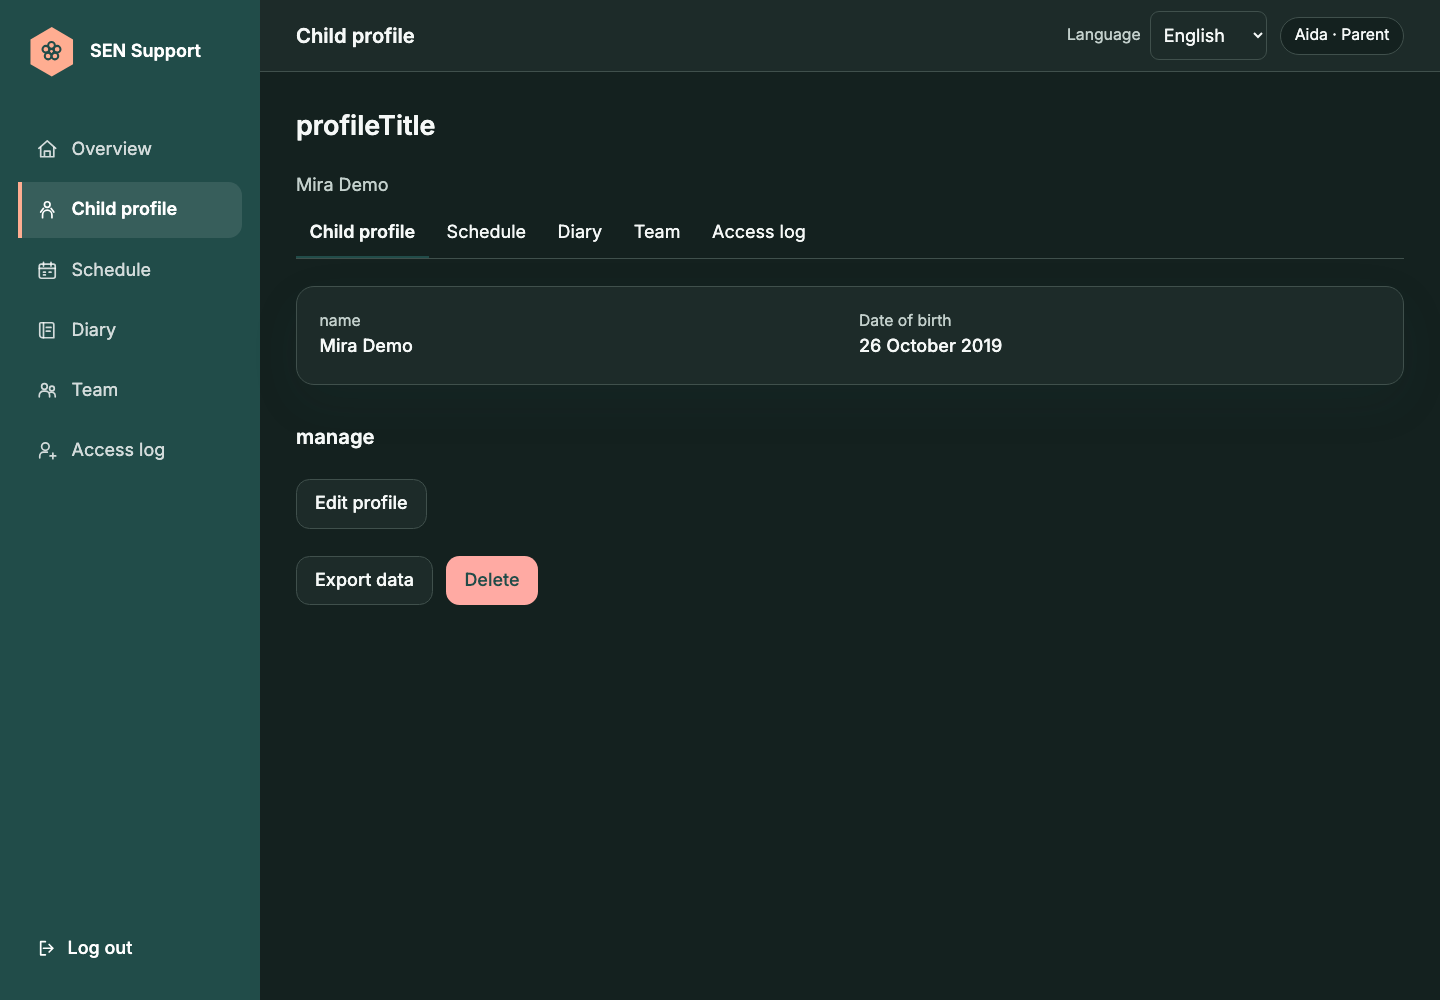 SEN Support
Overview
Child profile
Schedule
Diary
Team
Access log
Log out
Child profile
Language
English
Aida · Parent
profileTitle
Mira Demo
Child profile Schedule Diary Team Access log
name
Mira Demo
Date of birth
26 October 2019
manage
Edit profile
Export data
Delete